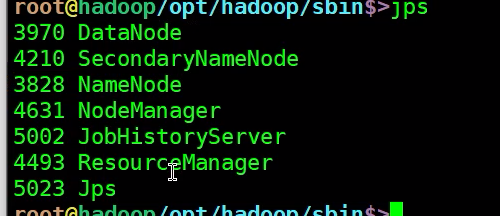 root@hadoop/opt/hadoop/sbin$>jps
3970 DataNode
4210 SecondaryNameNode
3828 NameNode
4631 NodeManager
5002 JobHistoryServer
4493 ResourceManager
5023 Jps
root@hadoop/opt/hadoop/sbin$>